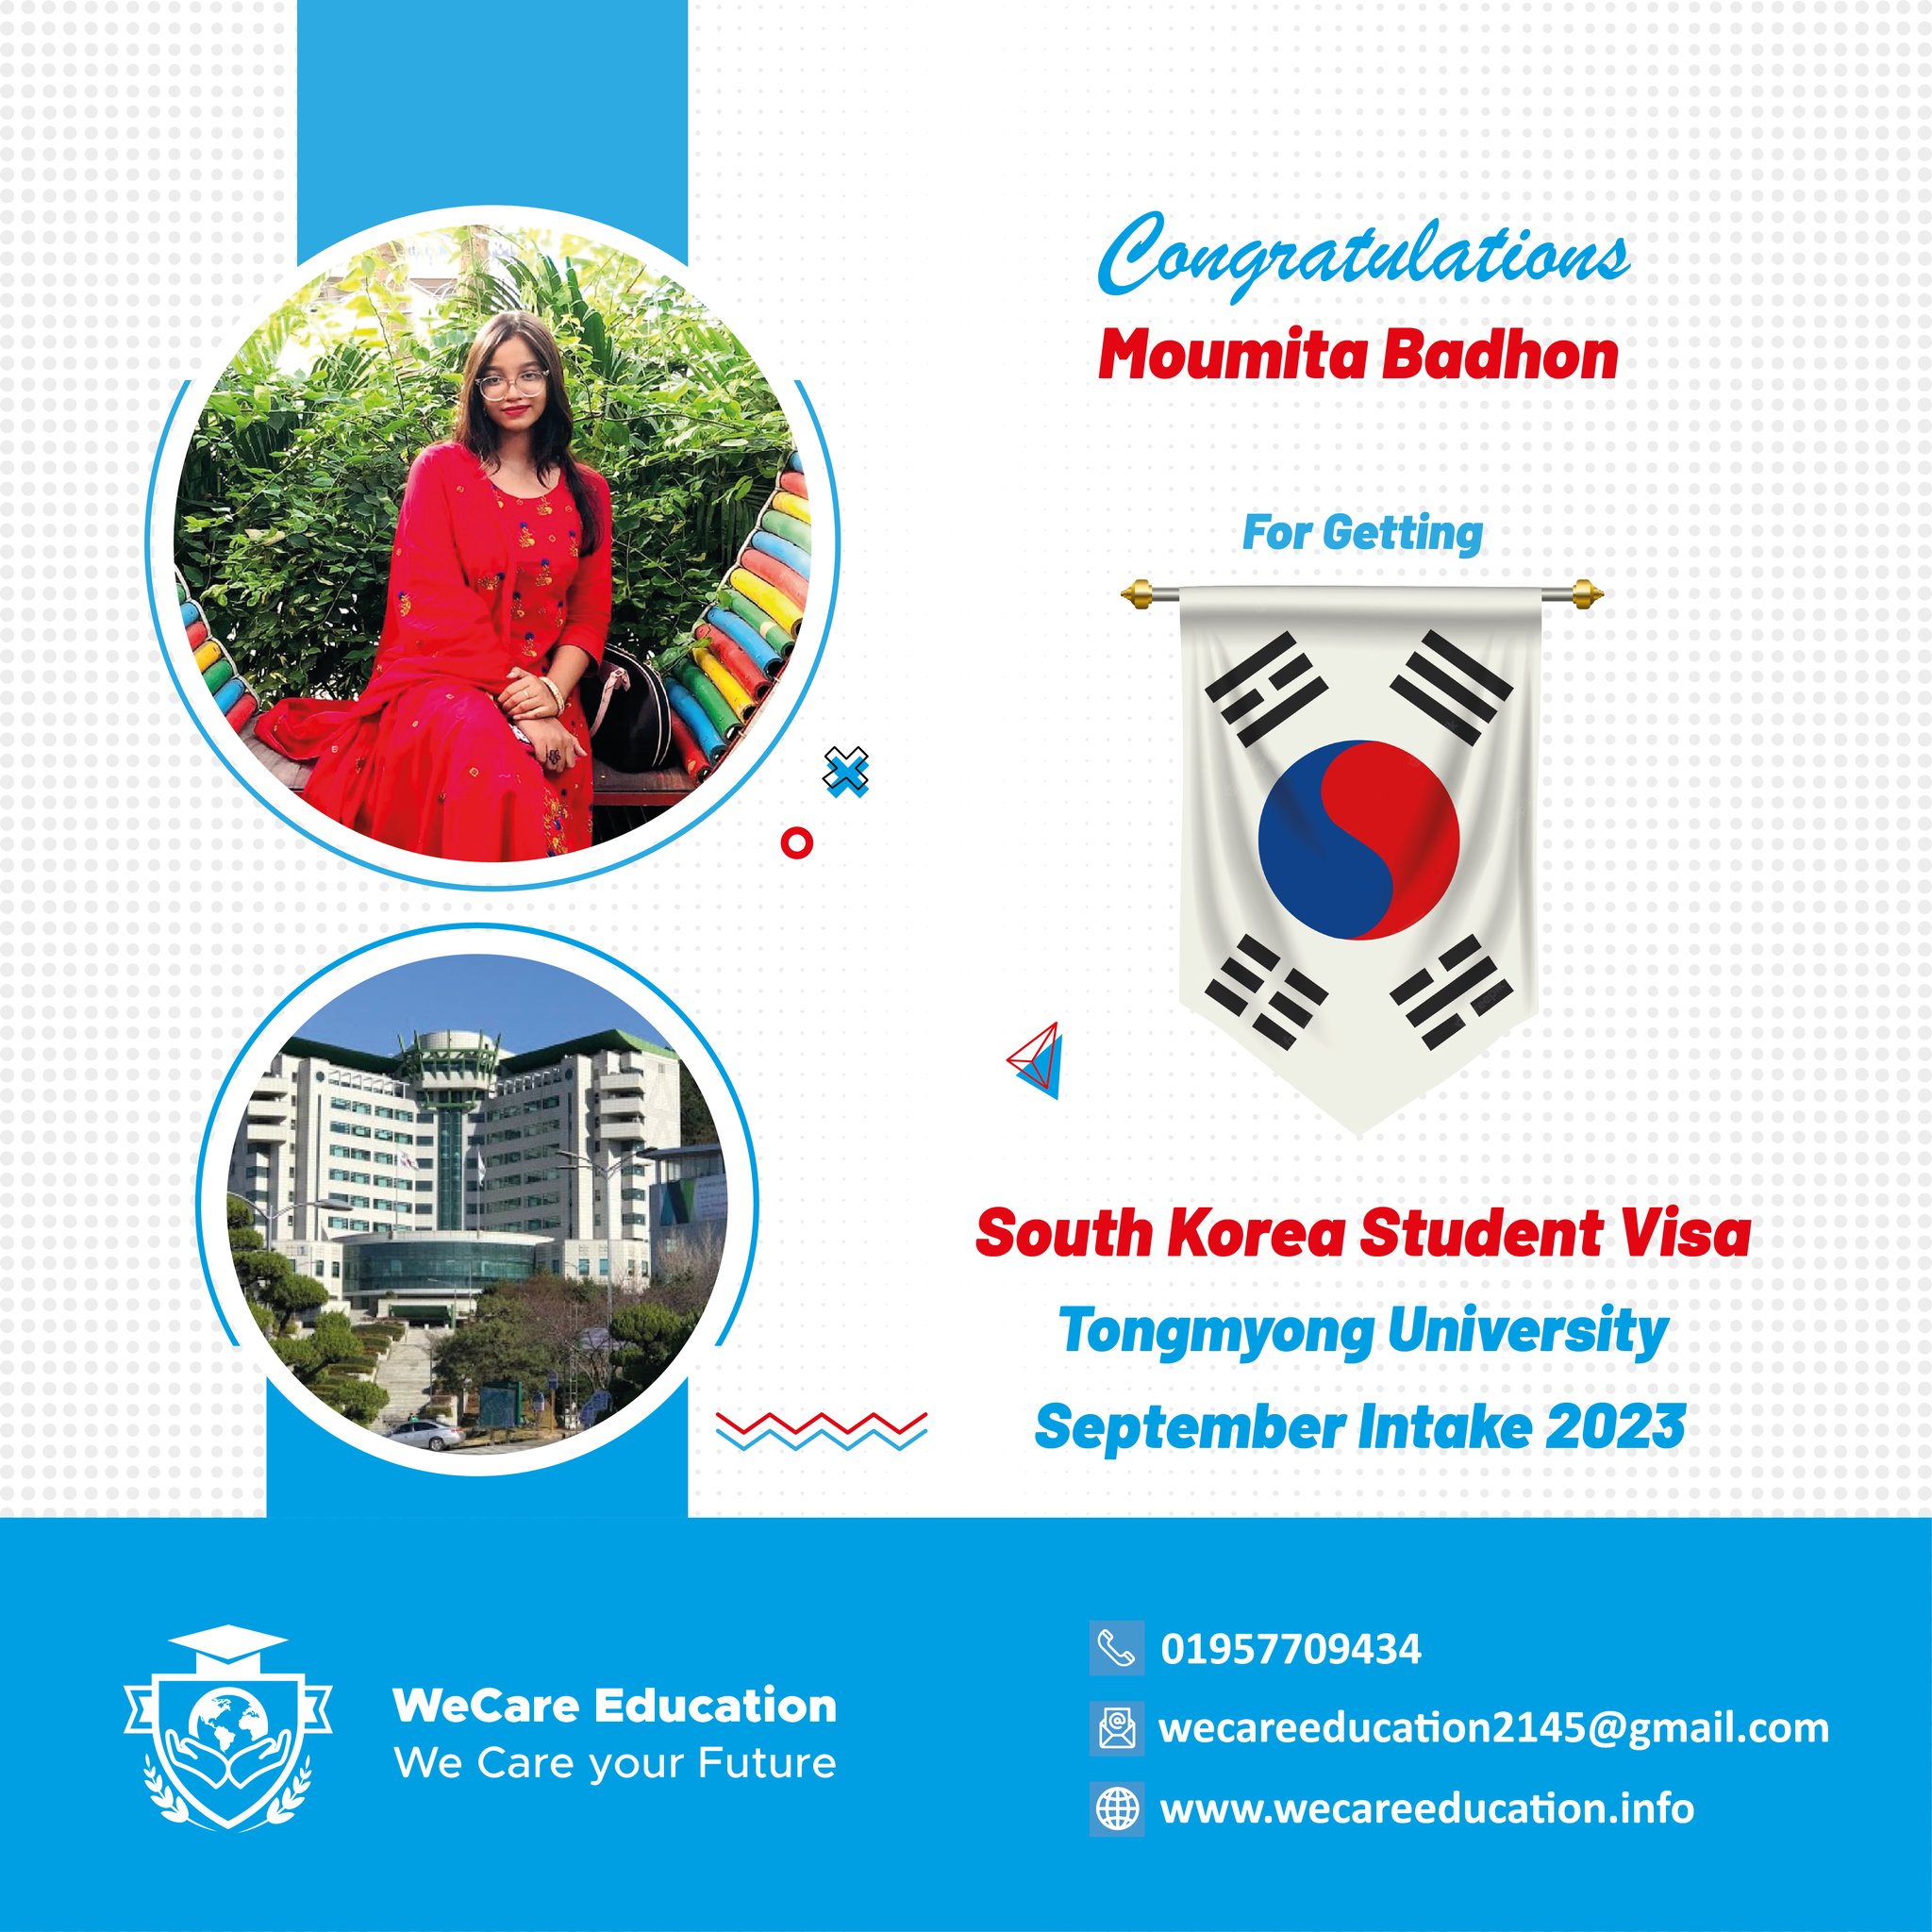 Congratulations
Moumita Badhon
For Getting
South Korea Student Visa
Tongmyong University
September Intake 2023
WeCare Education
We Care your Future
01957709434
wecareeducation2145@gmail.com
www.wecareeducation.info